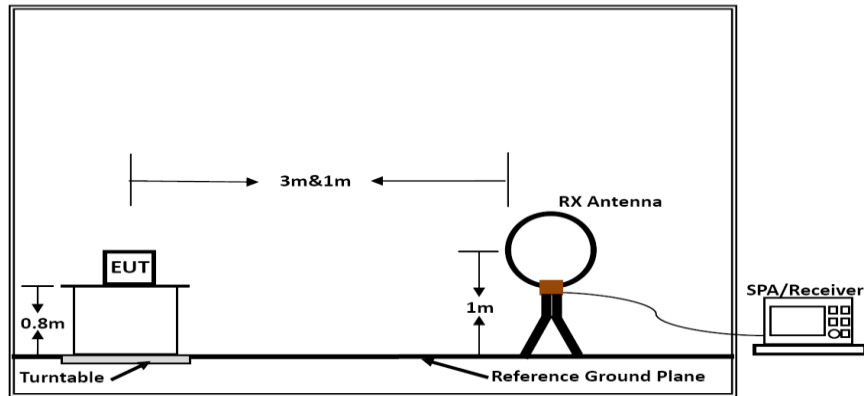 3m&1m
RX Antenna
EUT
SPA/Receiver
0.8m
1m
Turntable
Reference Ground Plane